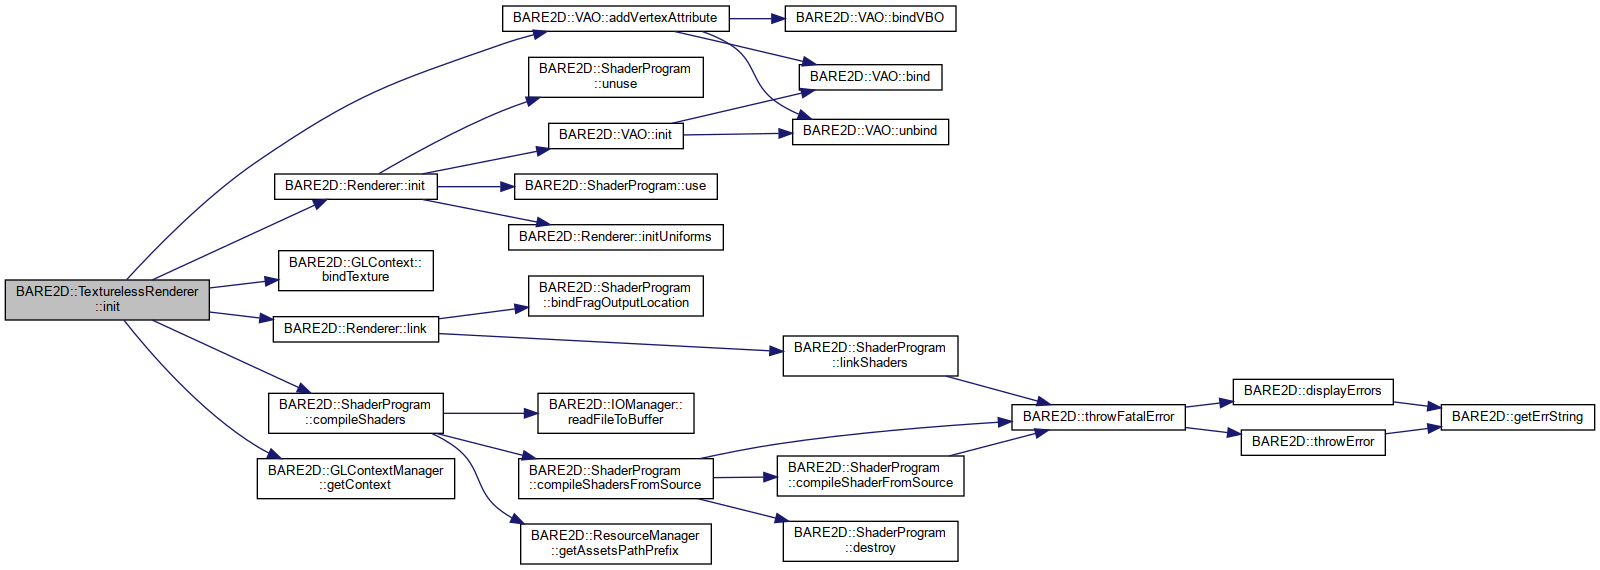 BARE2D::TexturelessRenderer
::init
BARE2D::VAO::addVertexAttribute
BARE2D::VAO::bindVBO
BARE2D::VAO::bind
BARE2D::VAO::unbind
BARE2D::ShaderProgram
::unuse
BARE2D::VAO::init
BARE2D::Renderer::init
BARE2D::ShaderProgram::use
BARE2D::Renderer::initUniforms
BARE2D::GLContext::
bindTexture
BARE2D::Renderer::link
BARE2D::ShaderProgram
::bindFragOutputLocation
BARE2D::ShaderProgram
::linkShaders
BARE2D::ShaderProgram
::compileShaders
BARE2D::IOManager::
readFileToBuffer
BARE2D::throwFatalError
BARE2D::displayErrors
BARE2D::getErrString
BARE2D::throwError
BARE2D::GLContextManager
::getContext
BARE2D::ShaderProgram
::compileShadersFromSource
BARE2D::ShaderProgram
::compileShaderFromSource
BARE2D::ShaderProgram
::destroy
BARE2D::ResourceManager
::getAssetsPathPrefix